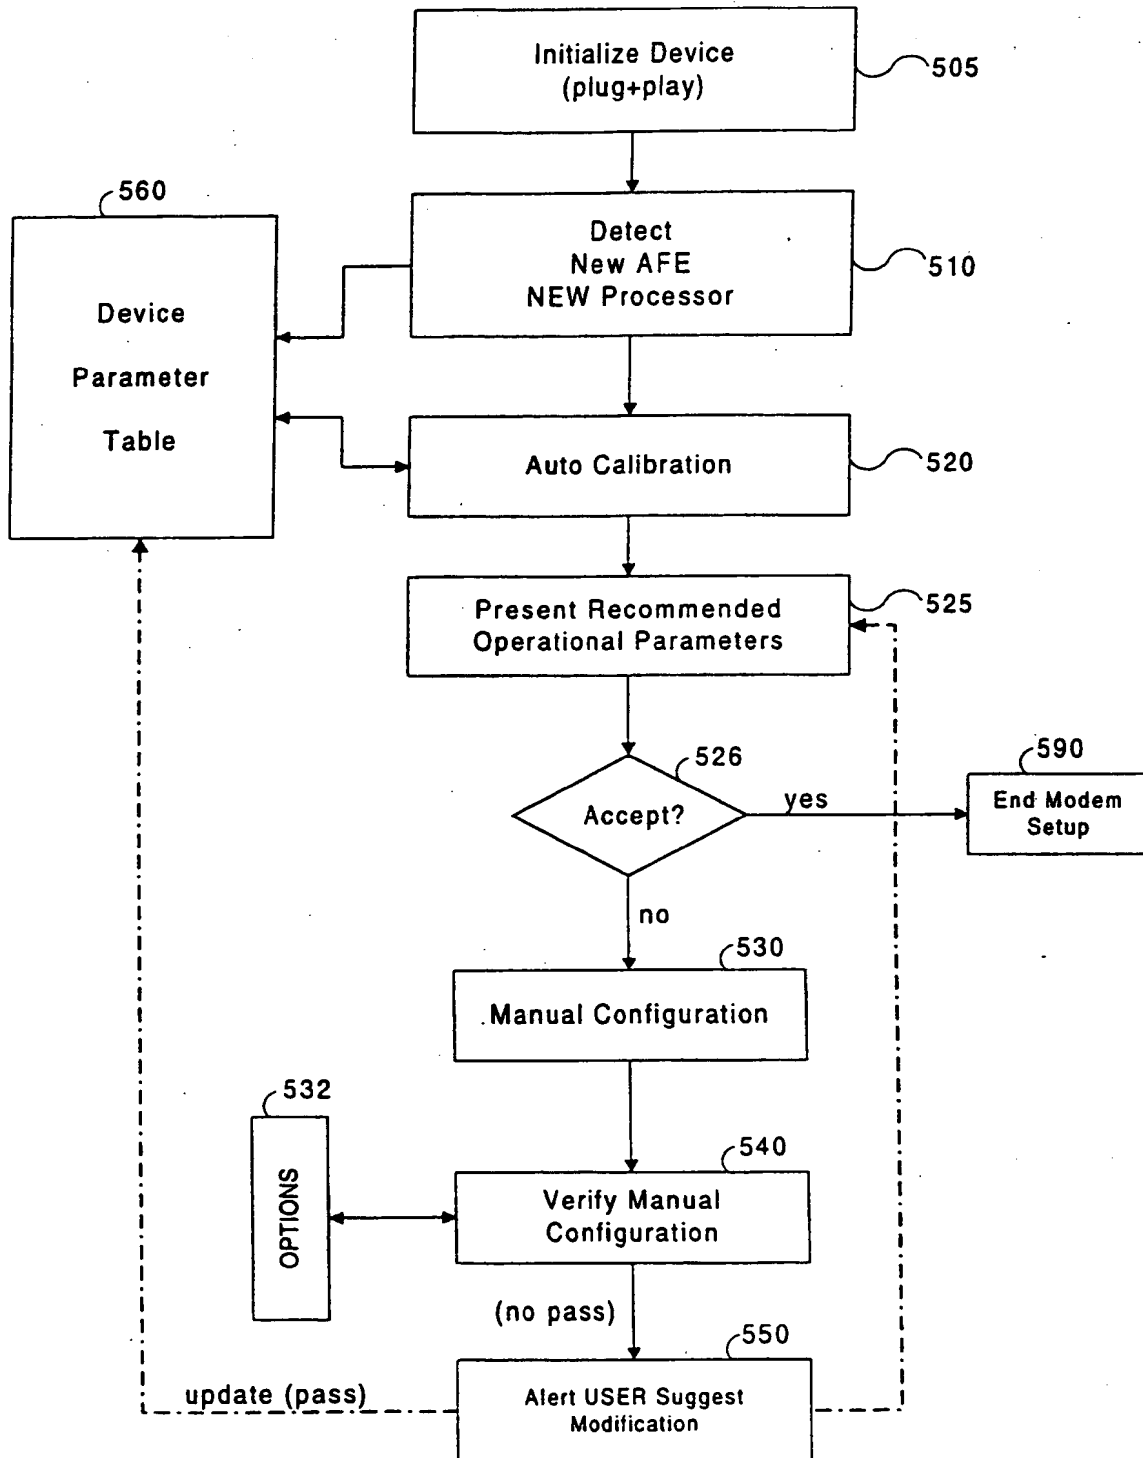 Initialize Device
(plug+play)
505
560
Detect
New AFE
NEW Processor
510
Device
Parameter
Table
Auto Calibration
520
Present Recommended
Operational Parameters
525
526
Accept?
yes
590
End Modem
Setup
no
530
Manual Configuration
532
OPTIONS
540
Verify Manual
Configuration
(no pass)
550
update (pass)
Alert USER Suggest
Modification